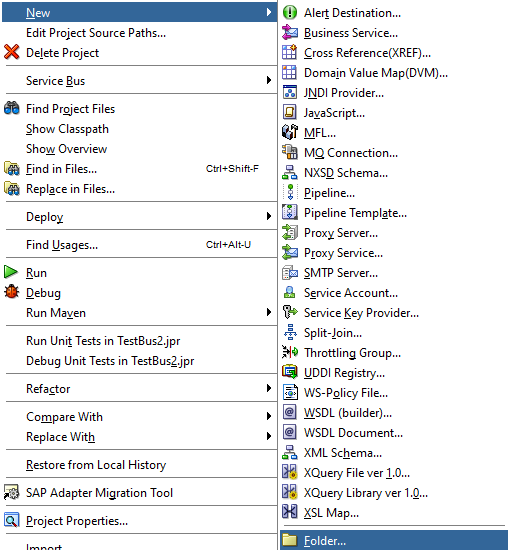 New
Edit Project Source Paths...
Delete Project
Service Bus
Find Project Files
Show Classpath
Show Overview
Find in Files... Ctrl+Shift-F
Replace in Files...
Deploy
Find Usages... Ctrl+Alt-U
Run
Debug
Run Maven
Run Unit Tests in TestBus2.jpr
Debug Unit Tests in TestBus2.jpr
Refactor
Compare With
Replace With
Restore from Local History
SAP Adapter Migration Tool
Project Properties...
Import...
Alert Destination...
Business Service...
Cross Reference(XREF)...
Domain Value Map(DVM)...
JNDI Provider...
JavaScript...
MFL...
MQ Connection...
NXSD Schema...
Pipeline...
Pipeline Template...
Proxy Server...
Proxy Service...
SMTP Server...
Service Account...
Service Key Provider...
Split-Join...
Throttling Group...
UDDI Registry...
WS-Policy File...
WSDL (builder)...
WSDL Document...
XML Schema...
XQuery File ver 1.0...
XQuery Library ver 1.0...
XSL Map...
Folder...